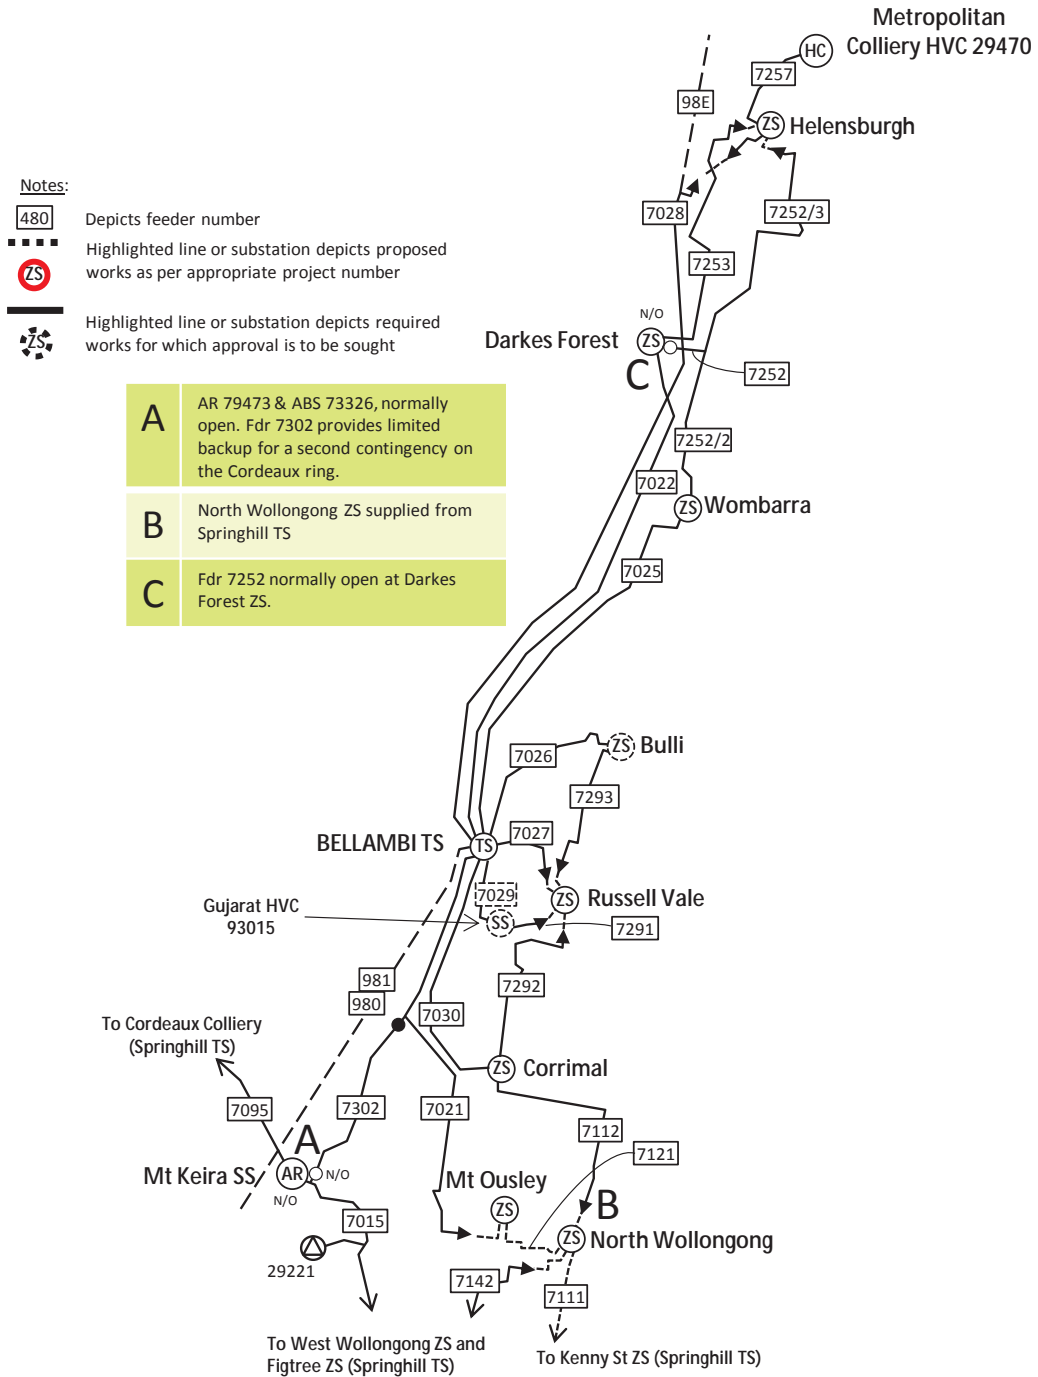 Metropolitan
Colliery HVC 29470
HC
7257
98E
ZS
Helensburgh
Notes:
480
Depicts feeder number
Highlighted line or substation depicts proposed
works as per appropriate project number
ZS
Highlighted line or substation depicts required
works for which approval is to be sought
ZS
7028
7252/3
7253
N/O
Darkes Forest
ZS
C
7252
A
AR 79473 & ABS 73326, normally
open. Fdr 7302 provides limited
backup for a second contingency on
the Cordeaux ring.
B
North Wollongong ZS supplied from
Springhill TS
C
Fdr 7252 normally open at Darkes
Forest ZS.
7252/2
7022
ZS
Wombarra
7025
7026
ZS
Bulli
7293
7027
BELLAMBI TS
TS
7029
ZS
Russell Vale
Gujarat HVC
93015
SS
7291
7292
981
980
7030
To Cordeaux Colliery
(Springhill TS)
ZS
Corrimal
7095
7302
7021
7112
7121
A
Mt Keira SS
AR
N/O
N/O
Mt Ousley
ZS
B
7015
ZS
North Wollongong
29221
7142
7111
To West Wollongong ZS and
Figtree ZS (Springhill TS)
To Kenny St ZS (Springhill TS)